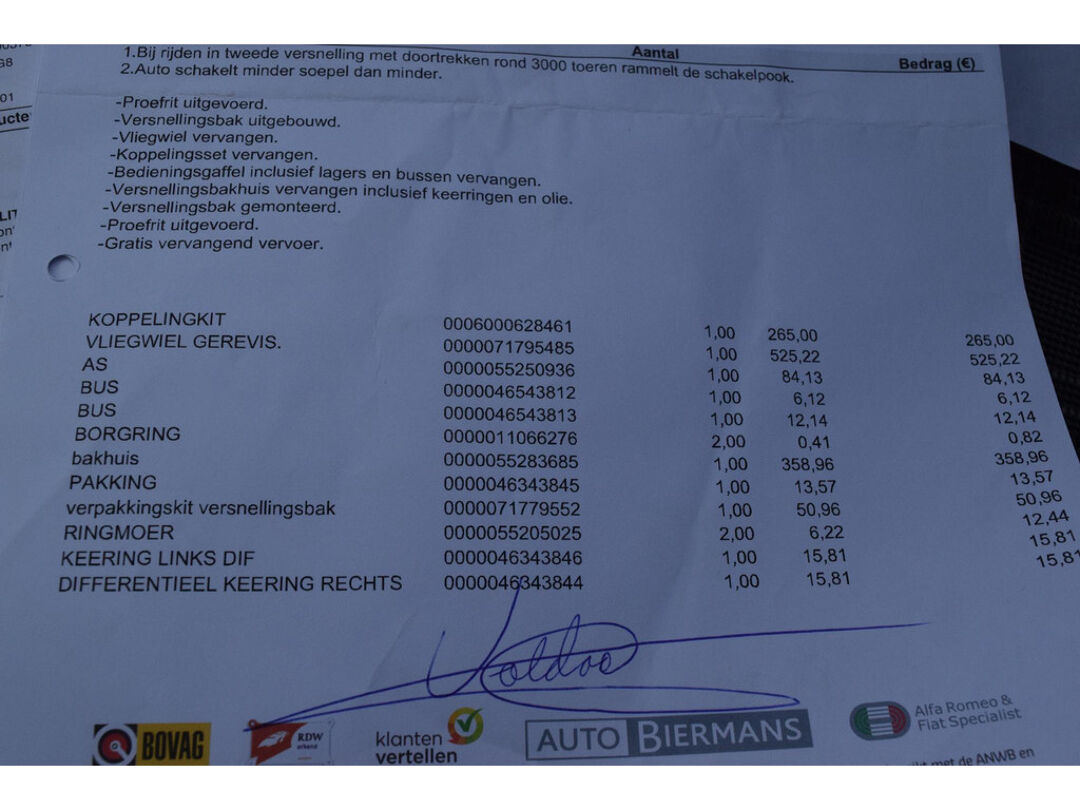 Aantal Bedrag (€)
1.Bij rijden in tweede versnelling met doortrekken rond 3000 toeren rammelt de schakelpook.
2.Auto schakelt minder soepel dan minder.
-Proefrit uitgevoerd.
-Versnellingsbak uitgebouwd.
-Vliegwiel vervangen.
-Koppelingsset vervangen.
-Bedieningsgaffel inclusief lagers en bussen vervangen.
-Versnellingsbakhuis vervangen inclusief keerringen en olie.
-Versnellingsbak gemonteerd.
-Proefrit uitgevoerd.
-Gratis vervangend vervoer.
KOPPELINGKIT 0006000628461 1,00 265,00 265,00
VLIEGWIEL GEREVIS. 0000071795485 1,00 525,22 525,22
AS 0000055250936 1,00 84,13 84,13
BUS 0000046543812 1,00 6,12 6,12
BUS 0000046543813 1,00 12,14 12,14
BORGRING 0000011066276 2,00 0,41 0,82
bakhuis 0000055283685 1,00 358,96 358,96
PAKKING 0000046343845 1,00 13,57 13,57
verpakkingskit versnellingsbak 0000071779552 1,00 50,96 50,96
RINGMOER 0000055205025 2,00 6,22 12,44
KEERING LINKS DIF 0000046343846 1,00 15,81 15,81
DIFFERENTIEEL KEERING RECHTS 0000046343844 1,00 15,81 15,81
BOVAG
RDW
erkend
klanten
vertellen
AUTO BIERMANS
Alfa Romeo &
Fiat Specialist
met de ANWB en